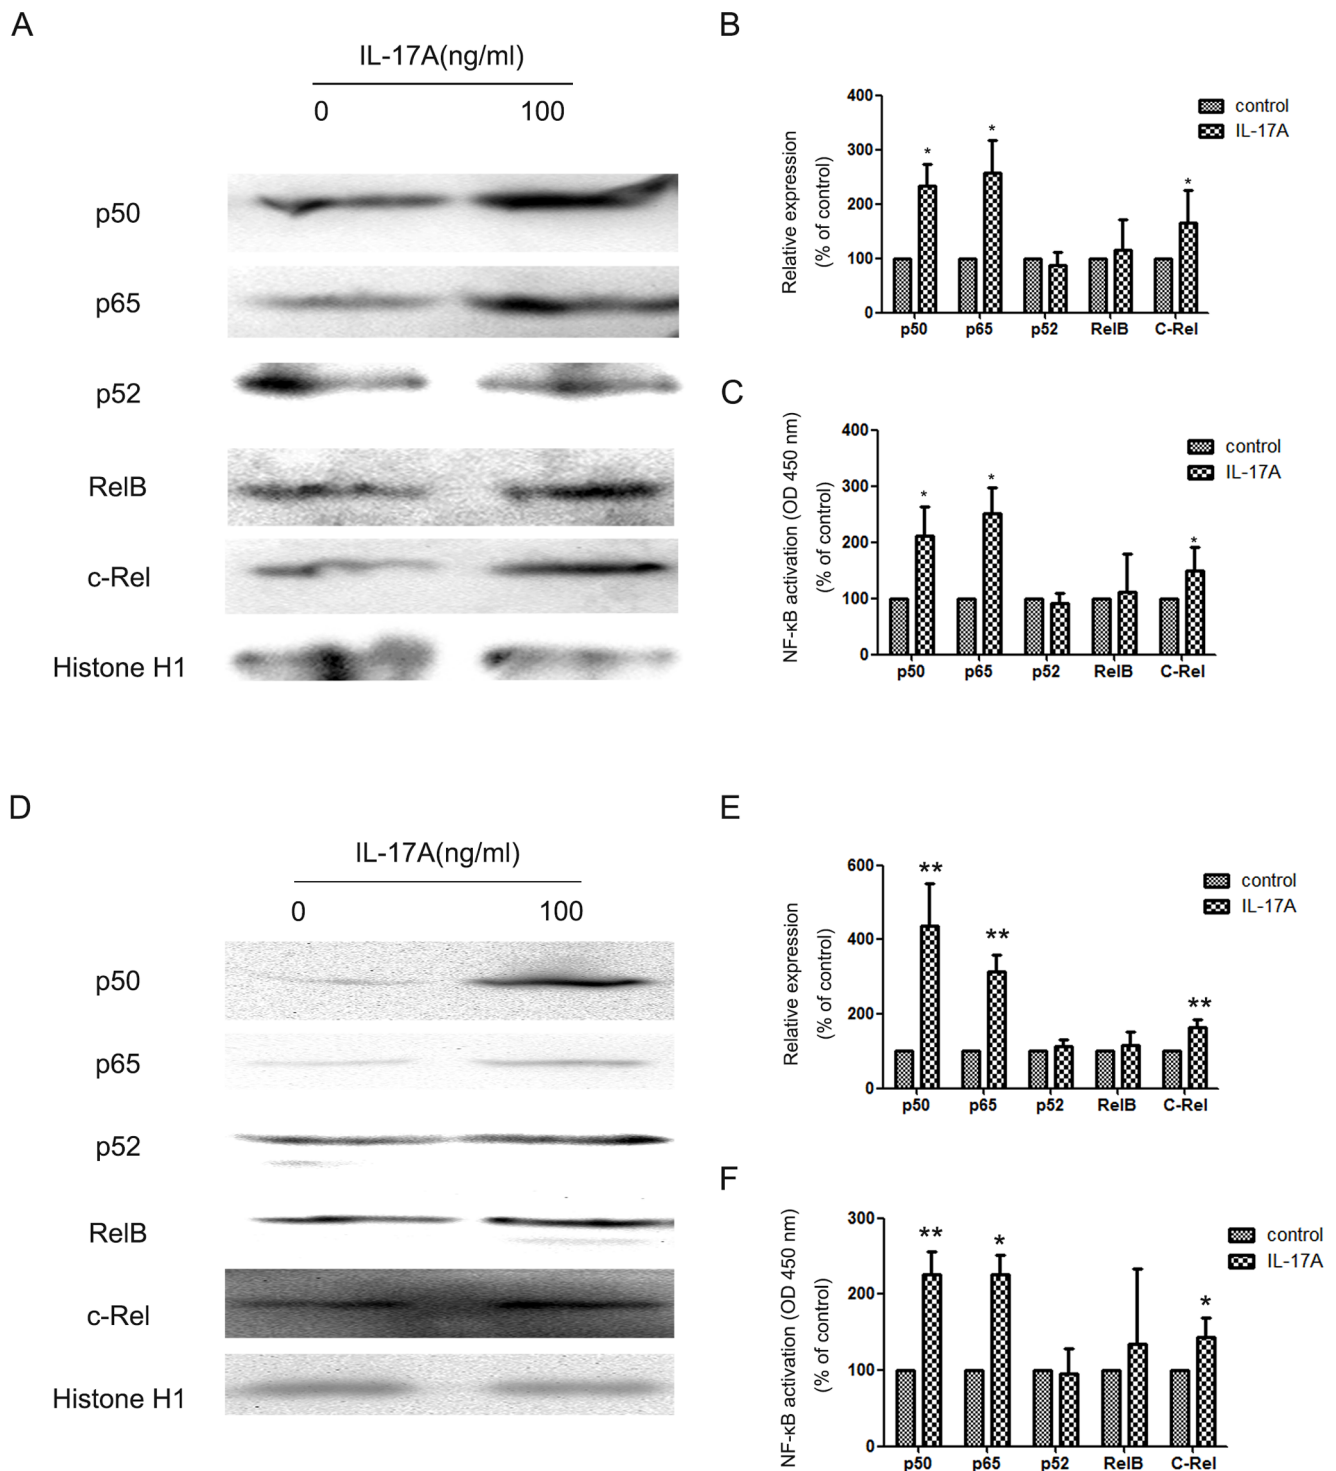 A
IL-17A(ng/ml)
0 100
p50
p65
p52
RelB
c-Rel
Histone H1
B
Relative expression
(% of control)
400
300
200
100
0
* * *
p50 p65 p52 RelB C-Rel
control
IL-17A
C
NF-κB activation (OD 450 nm)
(% of control)
400
300
200
100
0
* * *
p50 p65 p52 RelB C-Rel
control
IL-17A
D
IL-17A(ng/ml)
0 100
p50
p65
p52
RelB
c-Rel
Histone H1
E
Relative expression
(% of control)
600
400
200
0
** ** **
p50 p65 p52 RelB C-Rel
control
IL-17A
F
NF-κB activation (OD 450 nm)
(% of control)
300
200
100
0
** * *
p50 p65 p52 RelB C-Rel
control
IL-17A